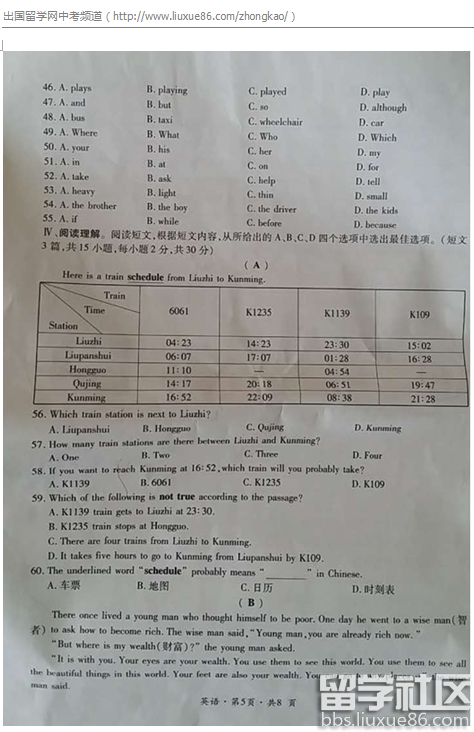 出国留学网中考频道（http://www.liuxue86.com/zhongkao/）
46. A. plays B. playing C. played D. play
47. A. and B. but C. so D. although
48. A. bus B. taxi C. wheelchair D. car
49. A. Where B. What C. Who D. Which
50. A. your B. his C. her D. my
51. A. in B. at C. on D. for
52. A. take B. ask C. help D. tell
53. A. heavy B. light C. thin D. small
54. A. the brother B. the boy C. the driver D. the kids
55. A. if B. while C. before D. because
Ⅳ、阅读理解。阅读短文，根据短文内容，从所给出的 A、B、C、D 四个选项中选出最佳选项。（短文
3 篇，共 15 小题，每小题 2 分，共 30 分）
( A )
Here is a train schedule from Liuzhi to Kunming.
Train
Time
Station
6061 K1235 K1139 K109
Liuzhi 04:23 14:23 23:30 15:02
Liupanshui 06:07 17:07 01:28 16:28
Hongguo 11:10 — 04:54 —
Qujing 14:17 20:18 06:51 19:47
Kunming 16:52 22:09 08:38 21:28
56. Which train station is next to Liuzhi?
A. Liupanshui B. Hongguo C. Qujing D. Kunming
57. How many train stations are there between Liuzhi and Kunming?
A. One B. Two C. Three D. Four
58. If you want to reach Kunming at 16:52, which train will you probably take?
A. K1139 B. 6061 C. K1235 D. K109
59. Which of the following is not true according to the passage?
A. K1139 train gets to Liuzhi at 23:30.
B. K1235 train stops at Hongguo.
C. There are four trains from Liuzhi to Kunming.
D. It takes five hours to go to Kunming from Liupanshui by K109.
60. The underlined word "schedule" probably means "________" in Chinese.
A. 车票 B. 地图 C. 日历 D. 时刻表
( B )
There once lived a young man who thought himself to be poor. One day he went to a wise man(智
者) to ask how to become rich. The wise man said, "Young man, you are already rich now."
"But where is my wealth(财富)?" the young man asked.
"It is with you. Your eyes are your wealth. You use them to see this world. You use them to see all
the beautiful things in this world. Your feet are also your wealth.
man said.
英语·第5页·共8 页
留学社区
bbs.liuxue86.com